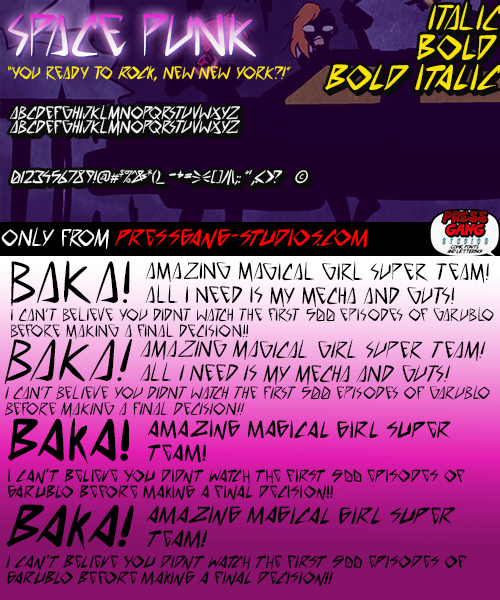 SPACE PUNK
"YOU READY TO ROCK, NEW NEW YORK?!"
ITALIC
BOLD
BOLD ITALIC
ABCDEFGHIJKLMNOPQRSTUVWXYZ
ABCDEFGHIJKLMNOPQRSTUVWXYZ
0123456789!@#$%^&*()_ -+=:;<[]/|\,:; "",<>? ©
ONLY FROM PRESSGANG-STUDIOS.COM
PRESS
GANG
STUDIOS
COMIC FONTS
AND LETTERING!
BAKA!
AMAZING MAGICAL GIRL SUPER TEAM!
ALL I NEED IS MY MECHA AND GUTS!
I CAN'T BELIEVE YOU DIDNT WATCH THE FIRST 500 EPISODES OF GARUBLO
BEFORE MAKING A FINAL DECISION!!
BAKA!
AMAZING MAGICAL GIRL SUPER TEAM!
ALL I NEED IS MY MECHA AND GUTS!
I CAN'T BELIEVE YOU DIDNT WATCH THE FIRST 500 EPISODES OF GARUBLO
BEFORE MAKING A FINAL DECISION!!
BAKA!
AMAZING MAGICAL GIRL SUPER
TEAM!
I CAN'T BELIEVE YOU DIDNT WATCH THE FIRST 500 EPISODES OF
GARUBLO BEFORE MAKING A FINAL DECISION!!
BAKA!
AMAZING MAGICAL GIRL SUPER
TEAM!
I CAN'T BELIEVE YOU DIDNT WATCH THE FIRST 500 EPISODES OF
GARUBLO BEFORE MAKING A FINAL DECISION!!